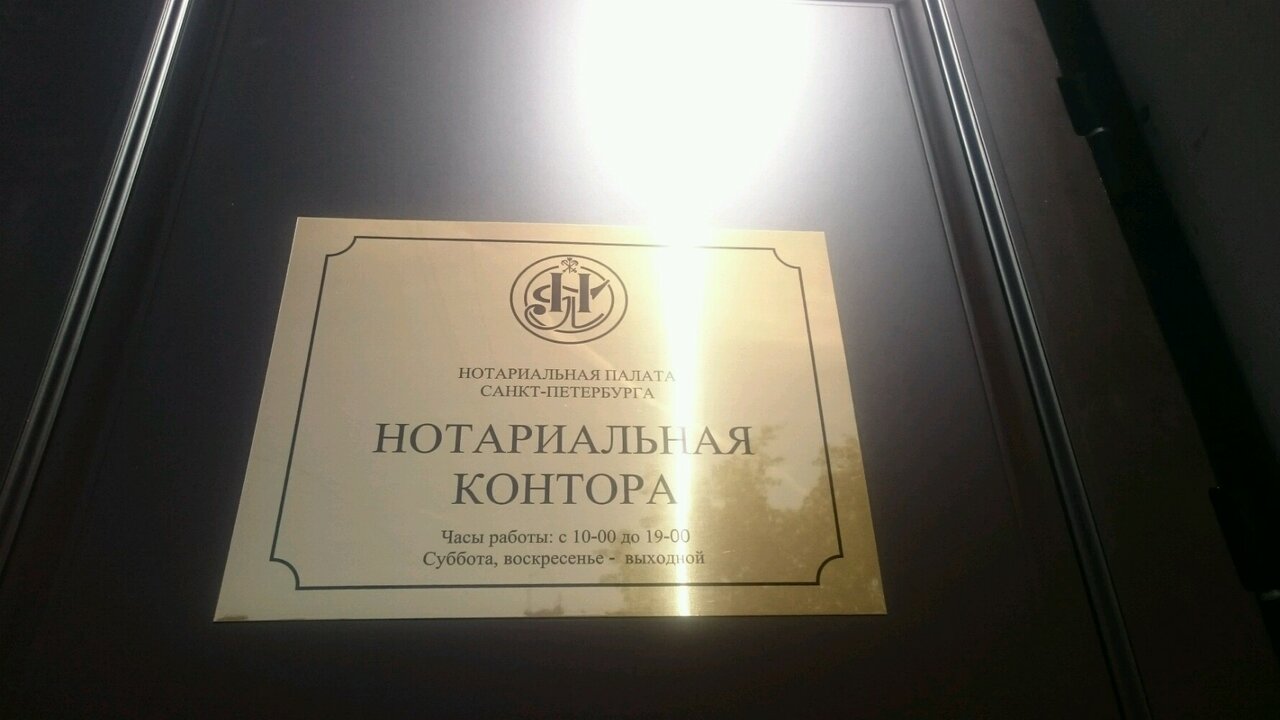 НОТАРИАЛЬНАЯ ПАЛАТА
САНКТ-ПЕТЕРБУРГА
НОТАРИАЛЬНАЯ
КОНТОРА
Часы работы: с 10-00 до 19-00
Суббота, воскресенье - выходной